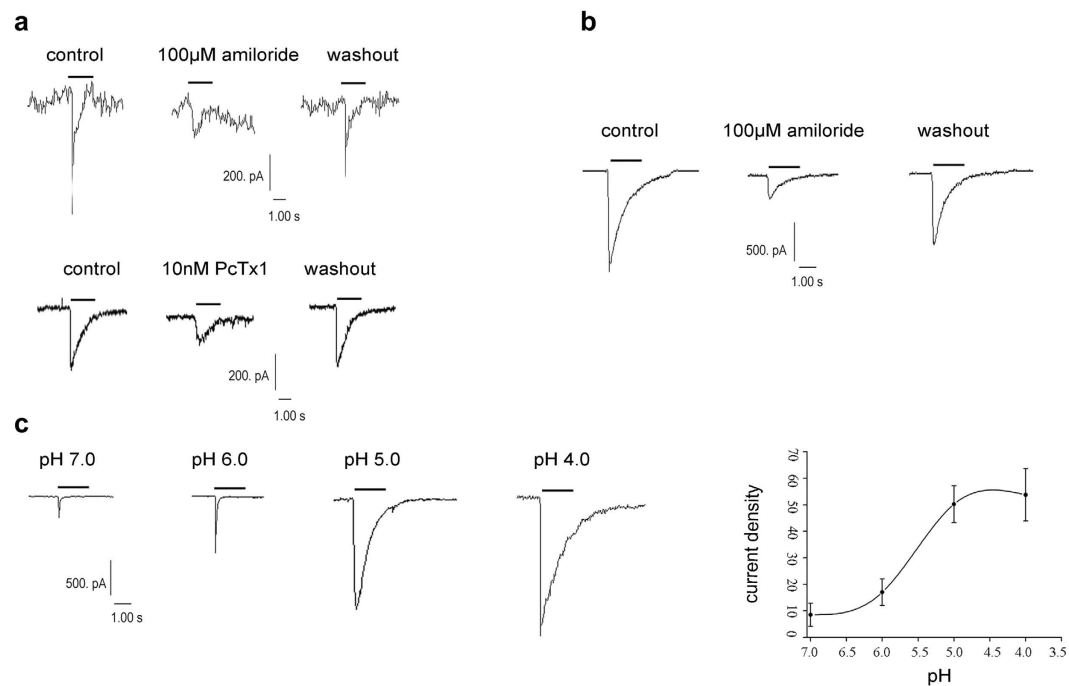 a
control 100µM amiloride washout
200. pA
1.00 s
control 10nM PcTx1 washout
200. pA
1.00 s
b
control 100µM amiloride washout
500. pA
1.00 s
c
pH 7.0 pH 6.0 pH 5.0 pH 4.0
500. pA
1.00 s
current density
70
60
50
40
30
20
10
0
7.0 6.5 6.0 5.5 5.0 4.5 4.0 3.5
pH